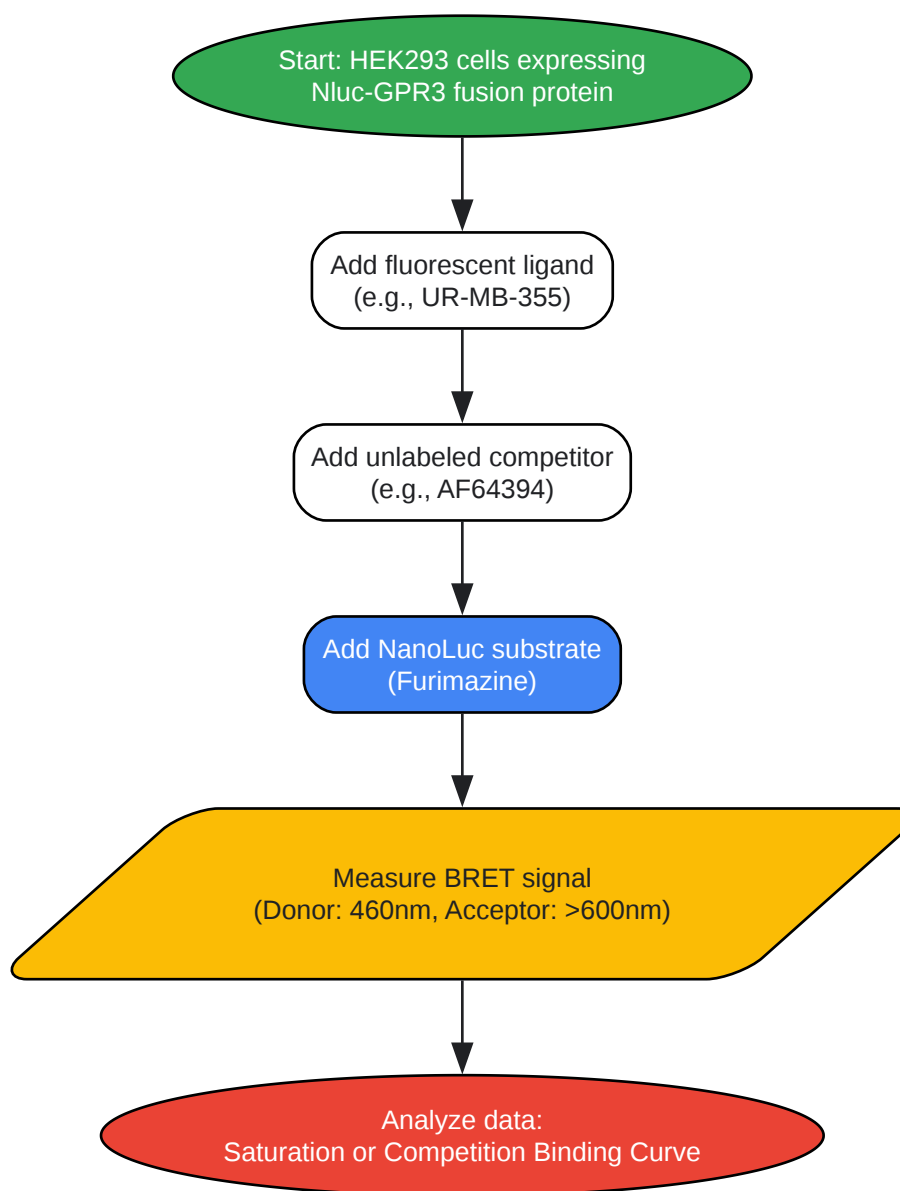 Start: HEK293 cells expressing
Nluc-GPR3 fusion protein
Add fluorescent ligand
(e.g., UR-MB-355)
Add unlabeled competitor
(e.g., AF64394)
Add NanoLuc substrate
(Furimazine)
Measure BRET signal
(Donor: 460nm, Acceptor: >600nm)
Analyze data:
Saturation or Competition Binding Curve